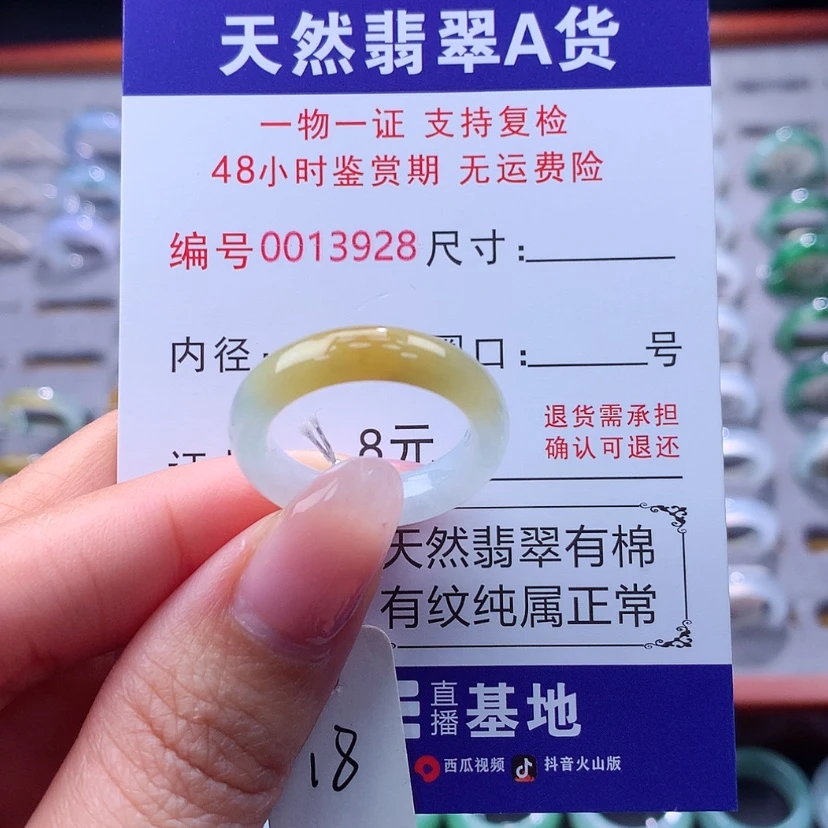 天然翡翠A货
一物一证 支持复检
48小时鉴赏期 无运费险
编号0013928 尺寸:
内径: 口: 号
退货需承担
8元 确认可退还
天然翡翠有棉
有纹纯属正常
直播基地
西瓜视频 抖音火山版
18